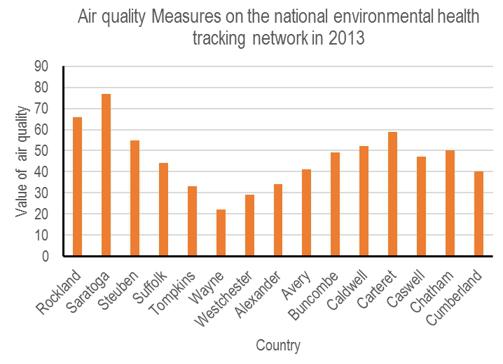 Air quality Measures on the national environmental health
tracking network in 2013
Value of air quality
90
80
70
60
50
40
30
20
10
0
Rockland
Saratoga
Steuben
Suffolk
Tompkins
Wayne
Westchester
Alexander
Avery
Buncombe
Caldwell
Carteret
Caswell
Chatham
Cumberland
Country